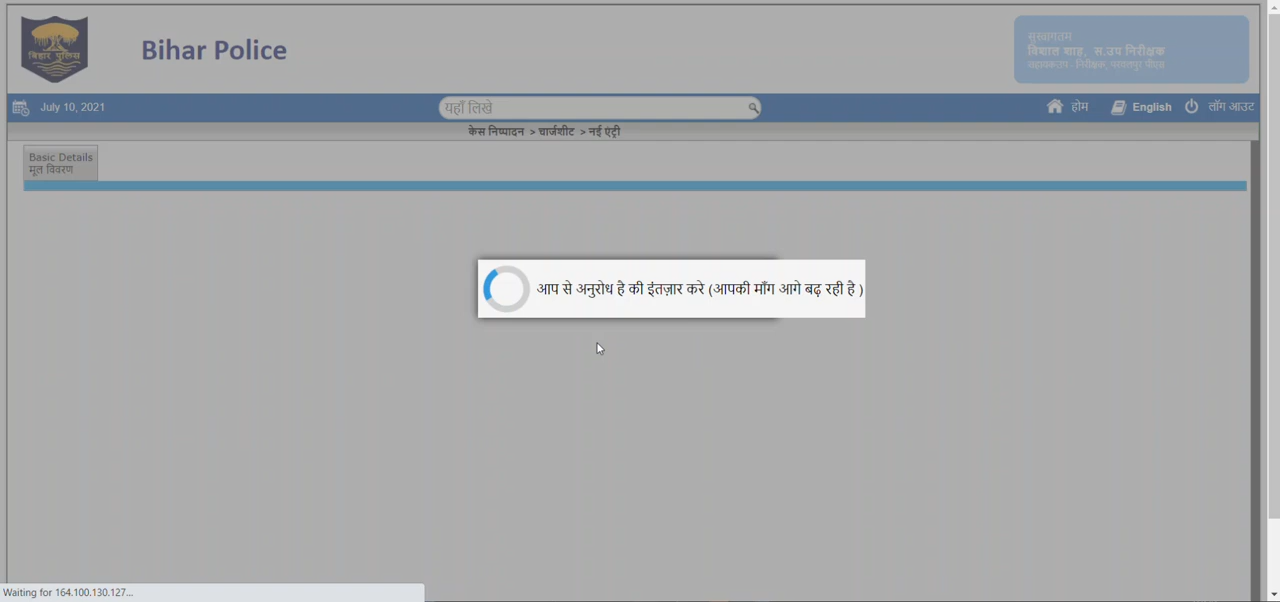 बिहार पुलिस
Bihar Police
सुस्वागतम
विशाल शाह, स.उप निरीक्षक
July 10, 2021
यहाँ लिखे
होम
English
लॉग आउट
केस निष्पादन > चार्जशीट > नई एंट्री
Basic Details
मूल विवरण
आप से अनुरोध है की इंतज़ार करे (आपकी माँग आगे बढ़ रही है )
Waiting for 164.100.130.127...